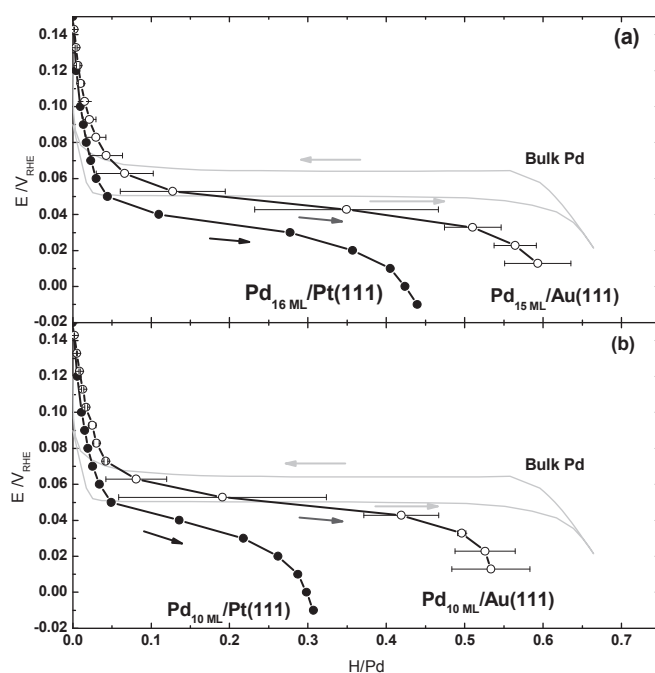 (a)
0.14
0.12
0.10
0.08
0.06
0.04
0.02
0.00
-0.02
E /V_RHE
Bulk Pd
Pd_16 ML/Pt(111)
Pd_15 ML/Au(111)
(b)
0.14
0.12
0.10
0.08
0.06
0.04
0.02
0.00
-0.02
E /V_RHE
Bulk Pd
Pd_10 ML/Pt(111)
Pd_10 ML/Au(111)
0.0 0.1 0.2 0.3 0.4 0.5 0.6 0.7
H/Pd